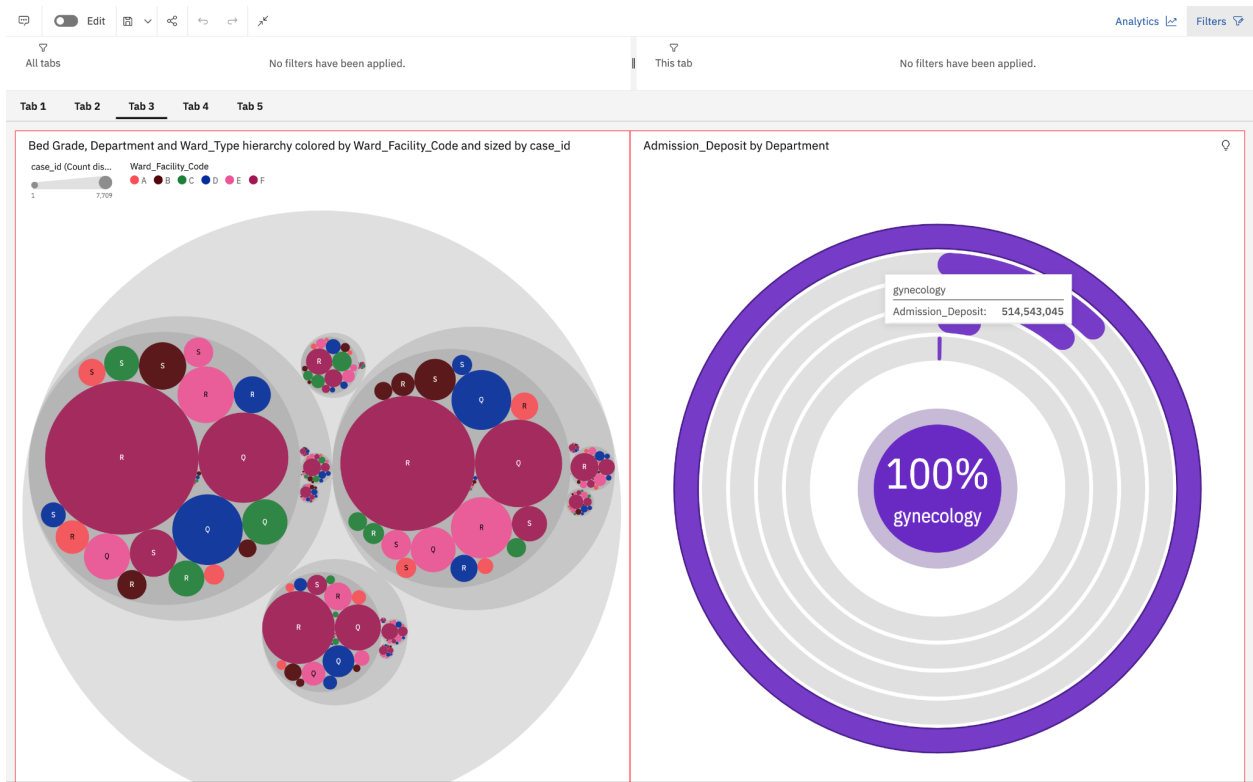 Edit
Analytics
Filters
All tabs
No filters have been applied.
This tab
No filters have been applied.
Tab 1
Tab 2
Tab 3
Tab 4
Tab 5
Bed Grade, Department and Ward_Type hierarchy colored by Ward_Facility_Code and sized by case_id
case_id (Count dis...
1
7,709
Ward_Facility_Code
A B C D E F
S
S
S
S
R
R
R
Q
S
R
Q
S
Q
Q
R
R
R
R
S
S
Q
R
R
Q
R
S
R
S
Q
S
R
R
S
R
R
Q
Q
Q
Admission_Deposit by Department
gynecology
Admission_Deposit: 514,543,045
100%
gynecology